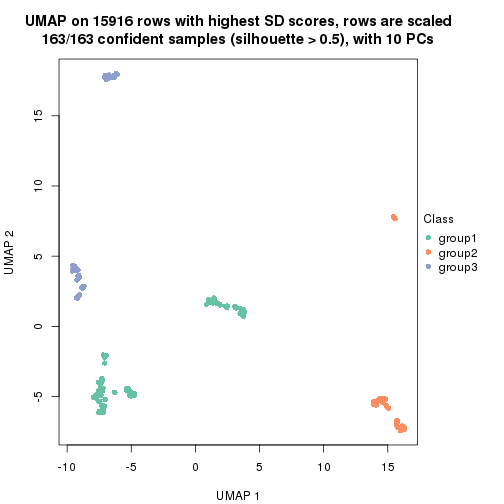 UMAP on 15916 rows with highest SD scores, rows are scaled
163/163 confident samples (silhouette > 0.5), with 10 PCs
15
10
5
0
-5
UMAP 2
-10
-5
0
5
10
15
UMAP 1
Class
group1
group2
group3